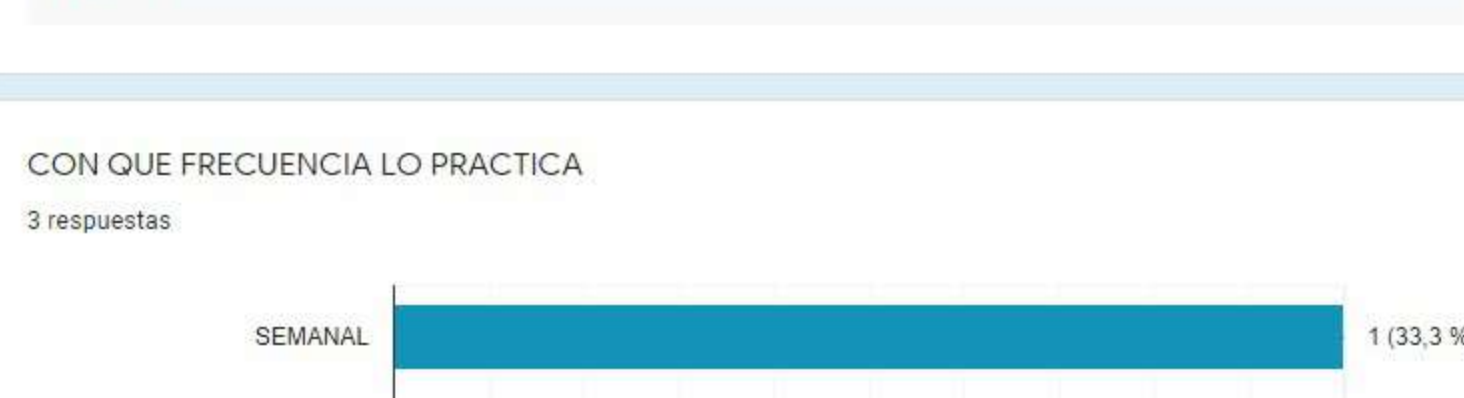 CON QUE FRECUENCIA LO PRACTICA
3 respuestas
SEMANAL 1 (33,3 %